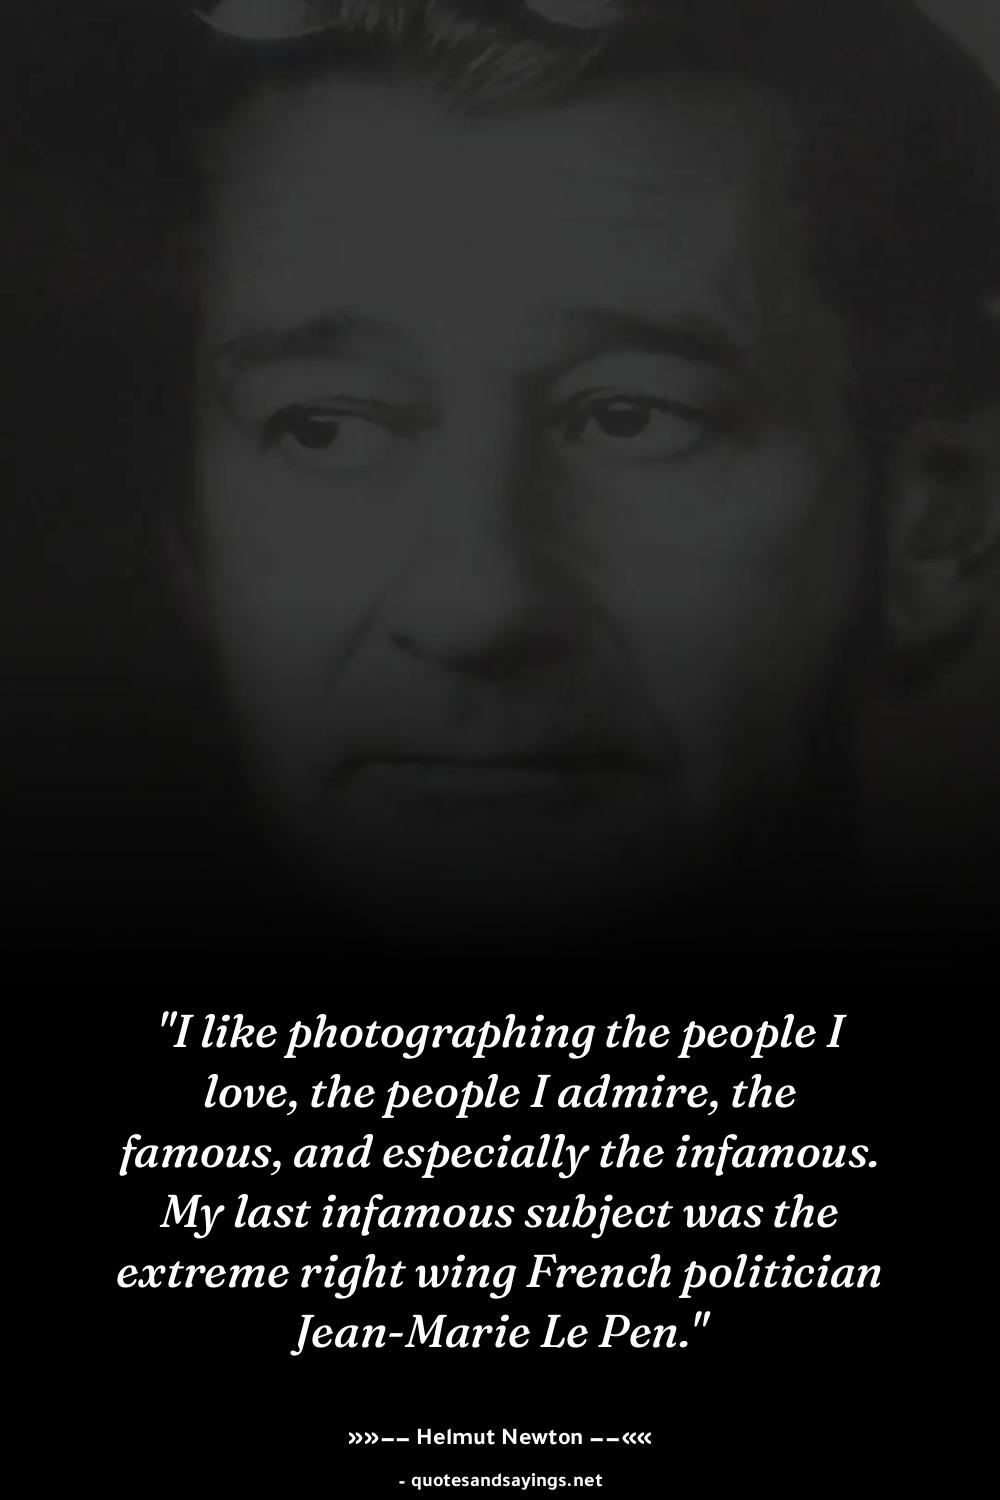 "I like photographing the people I
love, the people I admire, the
famous, and especially the infamous.
My last infamous subject was the
extreme right wing French politician
Jean-Marie Le Pen."
»»–– Helmut Newton ––««
- quotesandsayings.net